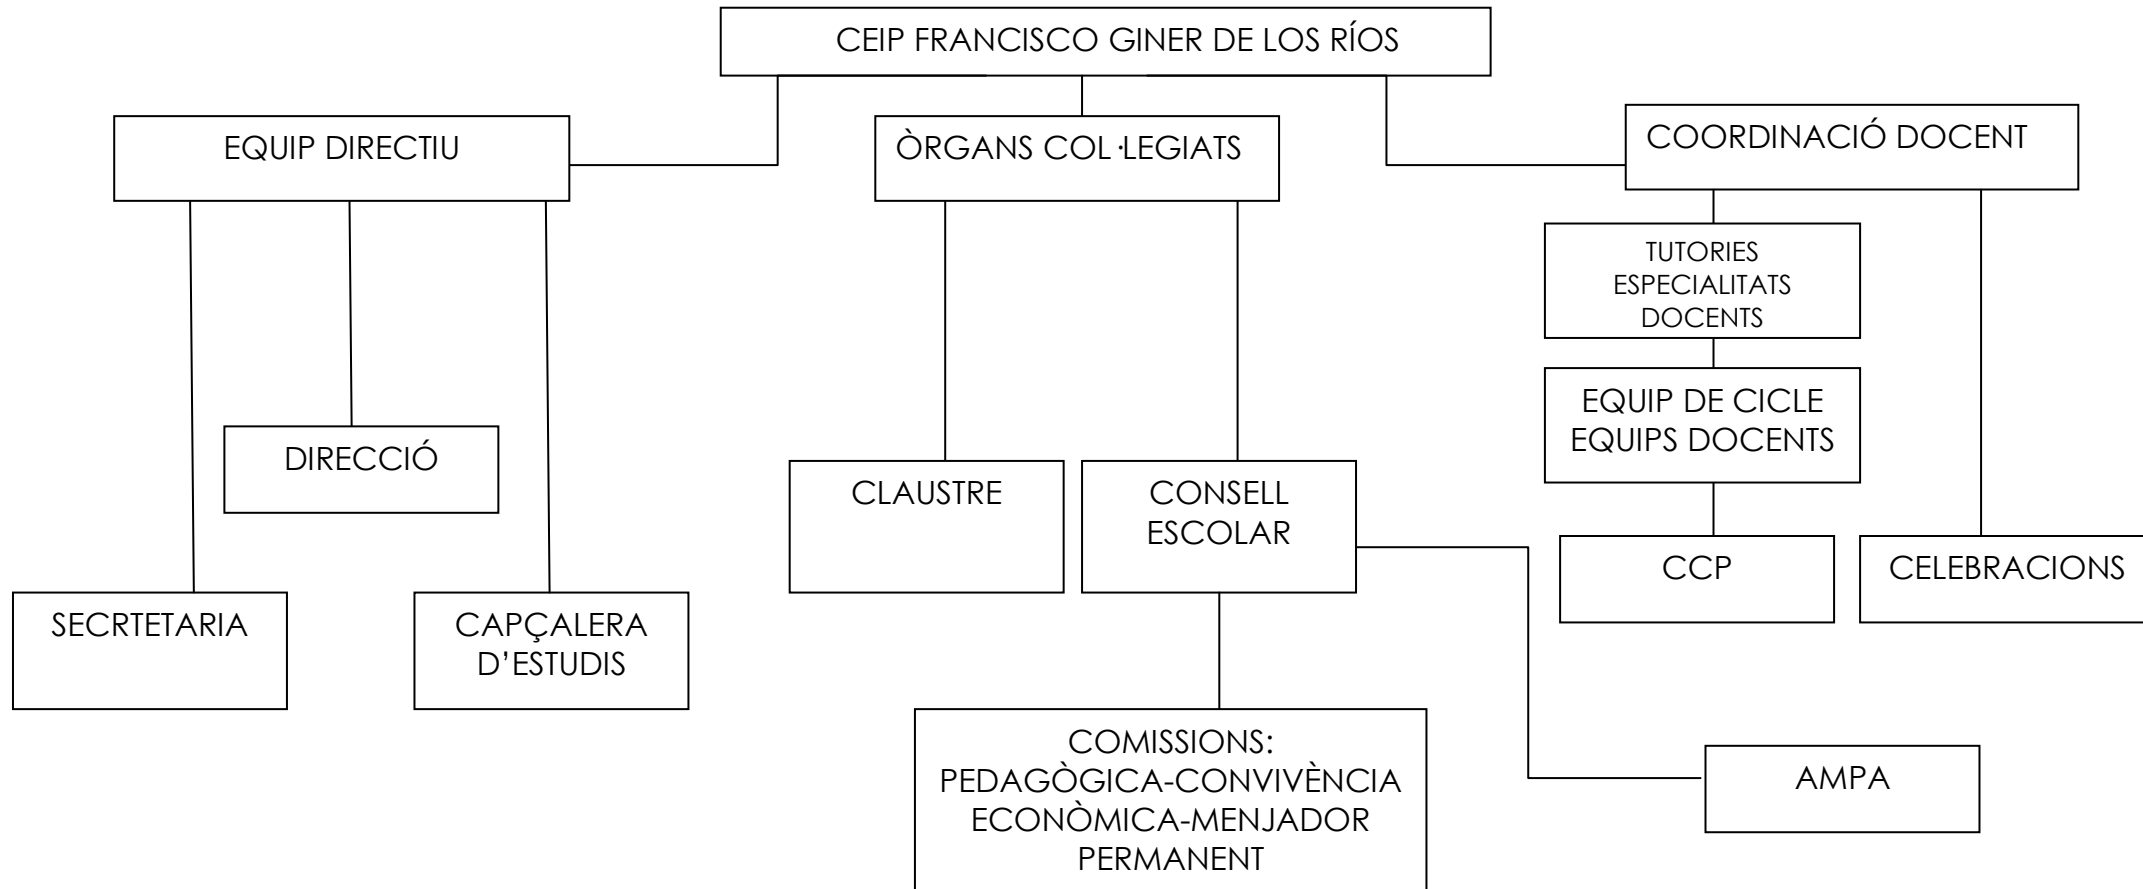 CEIP FRANCISCO GINER DE LOS RÍOS
EQUIP DIRECTIU
ÒRGANS COL·LEGIATS
COORDINACIÓ DOCENT
TUTORIES
ESPECIALITATS
DOCENTS
EQUIP DE CICLE
EQUIPS DOCENTS
DIRECCIÓ
CLAUSTRE
CONSELL
ESCOLAR
CCP
CELEBRACIONS
SECRTETARIA
CAPÇALERA
D’ESTUDIS
COMISSIONS:
PEDAGÒGICA-CONVIVÈNCIA
ECONÒMICA-MENJADOR
PERMANENT
AMPA